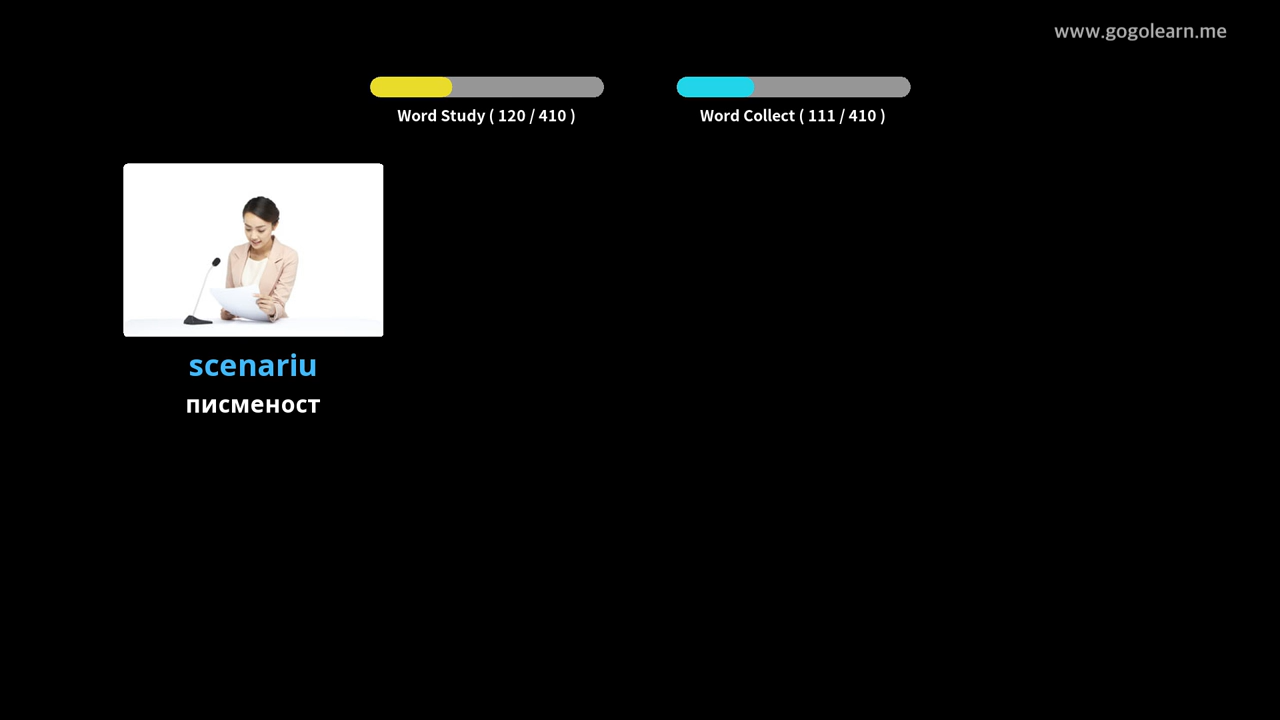 www.gogolearn.me
Word Study ( 120 / 410 )
Word Collect ( 111 / 410 )
scenariu
писменост